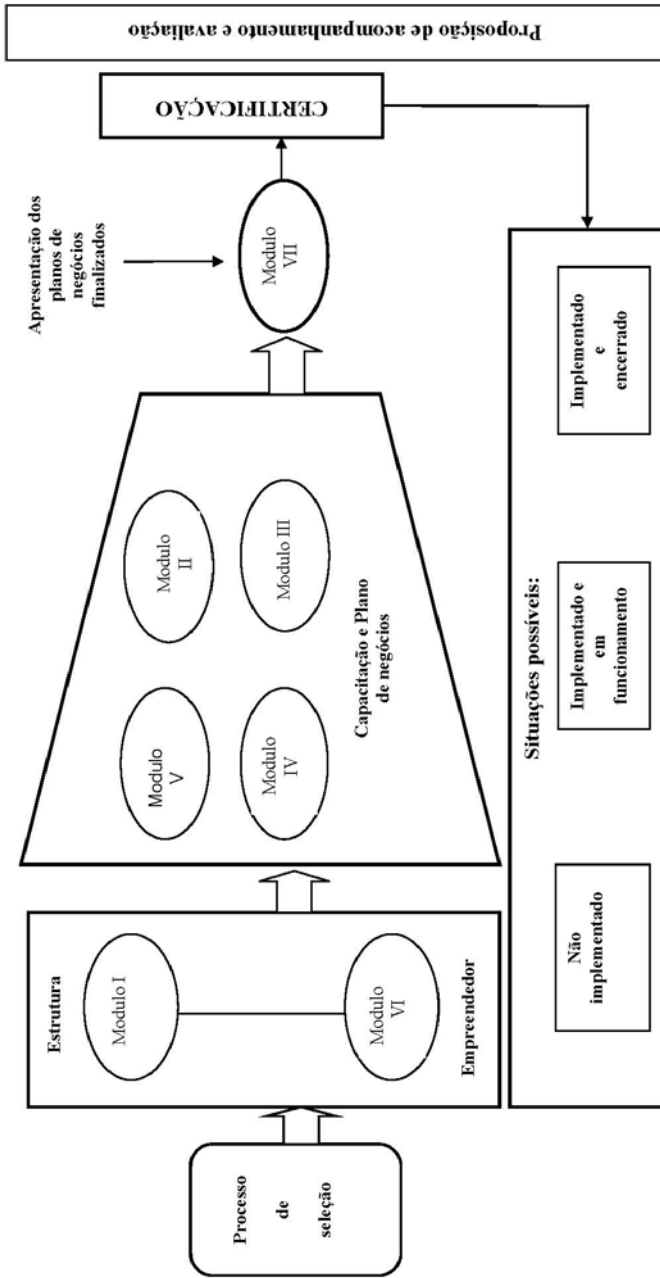 Processo
de
seleção
Estrutura
Modulo I
Modulo
VI
Empreendedor
Modulo
V
Modulo
II
Modulo
IV
Modulo III
Capacitação e Plano
de negócios
Apresentação dos
planos de
negócios
finalizados
Modulo
VII
CERTIFICAÇÃO
Situações possíveis:
Não
implementado
Implementado e
em
funcionamento
Implementado
e
encerrado
Proposição de acompanhamento e avaliação